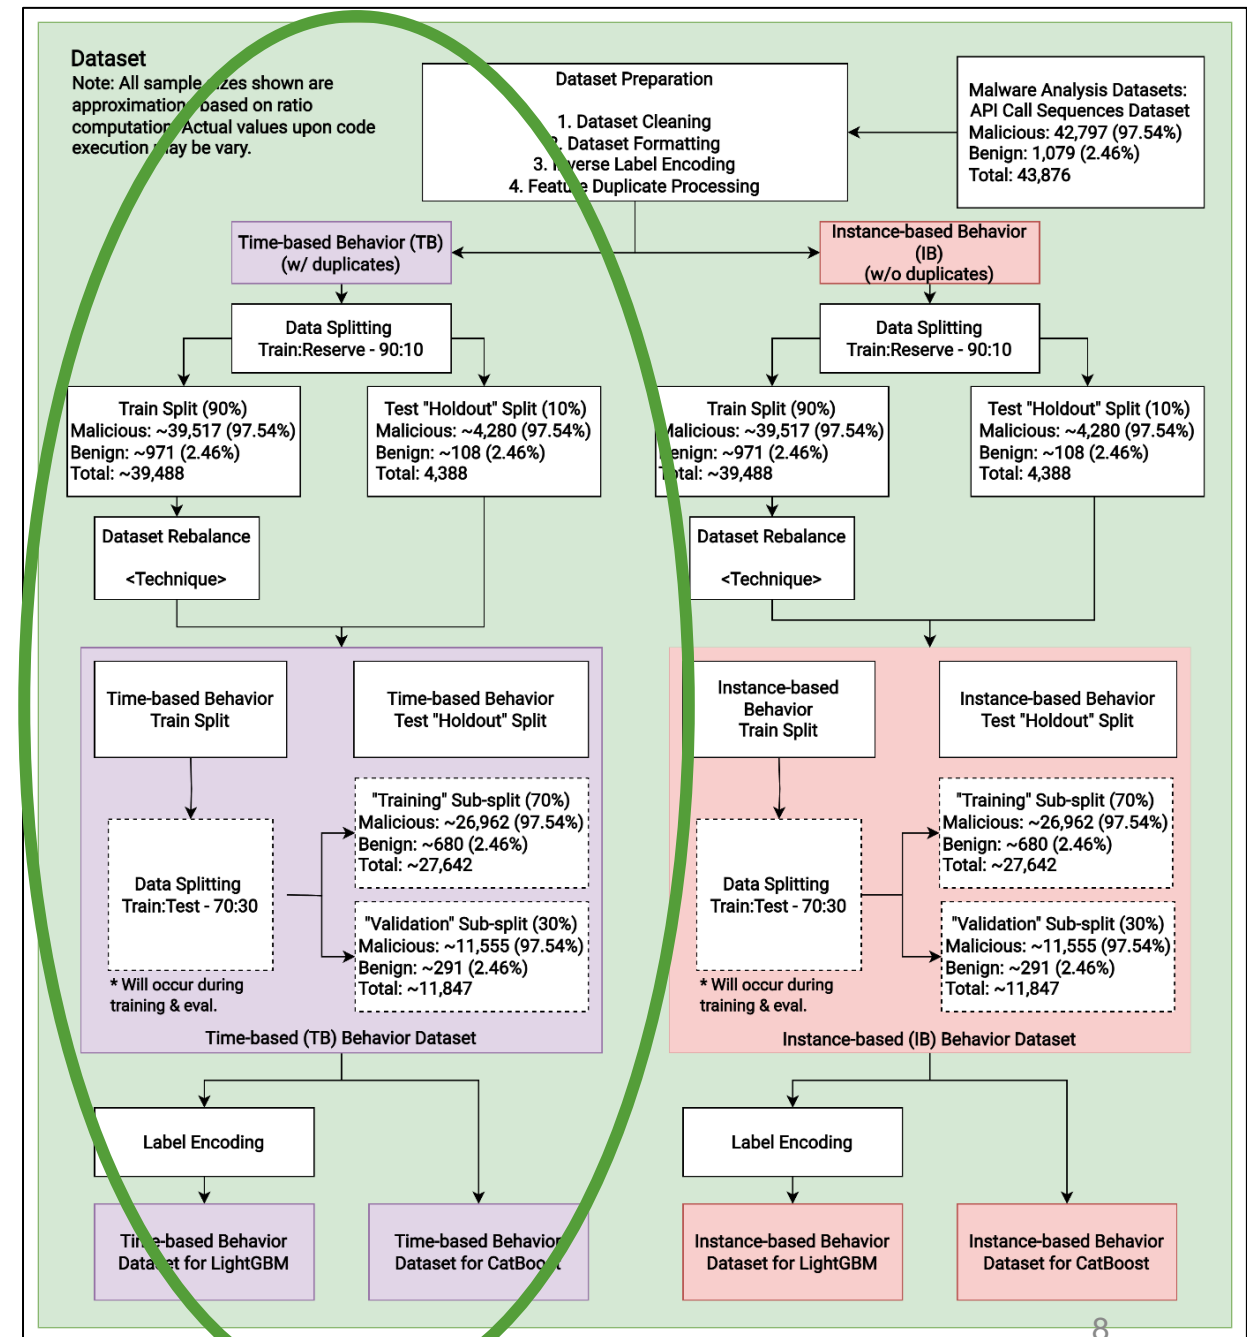 Dataset
Note: All sample sizes shown are
approximations based on ratio
computation. Actual values upon code
execution may be vary.
Dataset Preparation
1. Dataset Cleaning
2. Dataset Formatting
3. Inverse Label Encoding
4. Feature Duplicate Processing
Malware Analysis Datasets:
API Call Sequences Dataset
Malicious: 42,797 (97.54%)
Benign: 1,079 (2.46%)
Total: 43,876
Time-based Behavior (TB)
(w/ duplicates)
Instance-based Behavior
(IB)
(w/o duplicates)
Data Splitting
Train:Reserve - 90:10
Data Splitting
Train:Reserve - 90:10
Train Split (90%)
Malicious: ~39,517 (97.54%)
Benign: ~971 (2.46%)
Total: ~39,488
Test "Holdout" Split (10%)
Malicious: ~4,280 (97.54%)
Benign: ~108 (2.46%)
Total: 4,388
Train Split (90%)
Malicious: ~39,517 (97.54%)
Benign: ~971 (2.46%)
Total: ~39,488
Test "Holdout" Split (10%)
Malicious: ~4,280 (97.54%)
Benign: ~108 (2.46%)
Total: 4,388
Dataset Rebalance
<Technique>
Dataset Rebalance
<Technique>
Time-based Behavior
Train Split
Time-based Behavior
Test "Holdout" Split
Instance-based
Behavior
Train Split
Instance-based Behavior
Test "Holdout" Split
Data Splitting
Train:Test - 70:30
"Training" Sub-split (70%)
Malicious: ~26,962 (97.54%)
Benign: ~680 (2.46%)
Total: ~27,642
"Validation" Sub-split (30%)
Malicious: ~11,555 (97.54%)
Benign: ~291 (2.46%)
Total: ~11,847
* Will occur during
training & eval.
Time-based (TB) Behavior Dataset
Data Splitting
Train:Test - 70:30
"Training" Sub-split (70%)
Malicious: ~26,962 (97.54%)
Benign: ~680 (2.46%)
Total: ~27,642
"Validation" Sub-split (30%)
Malicious: ~11,555 (97.54%)
Benign: ~291 (2.46%)
Total: ~11,847
* Will occur during
training & eval.
Instance-based (IB) Behavior Dataset
Label Encoding
Label Encoding
Time-based Behavior
Dataset for LightGBM
Time-based Behavior
Dataset for CatBoost
Instance-based Behavior
Dataset for LightGBM
Instance-based Behavior
Dataset for CatBoost
8